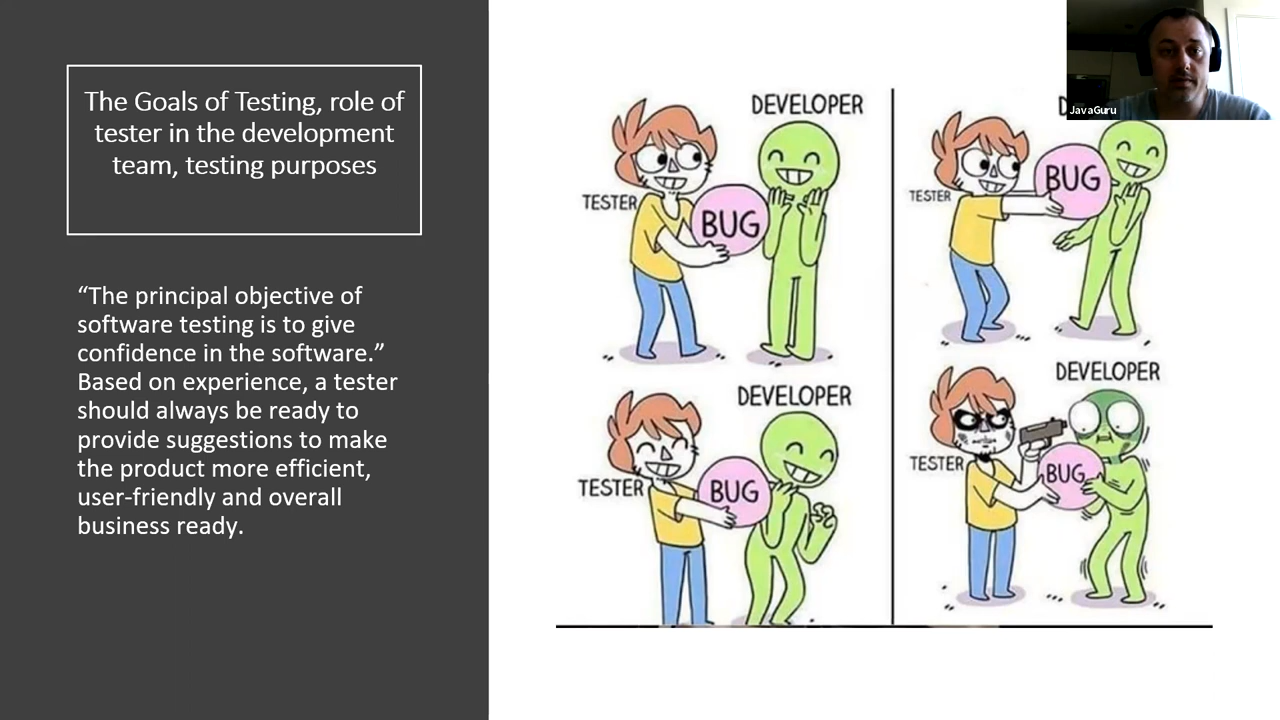 The Goals of Testing, role of
tester in the development
team, testing purposes
“The principal objective of
software testing is to give
confidence in the software.”
Based on experience, a tester
should always be ready to
provide suggestions to make
the product more efficient,
user-friendly and overall
business ready.
DEVELOPER
TESTER
BUG
D
TESTER
BUG
DEVELOPER
TESTER
BUG
DEVELOPER
TESTER
BUG
JavaGuru